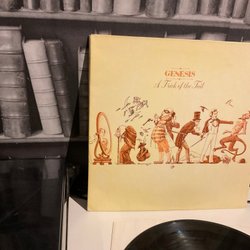 GENESIS
A Trick of the Tail